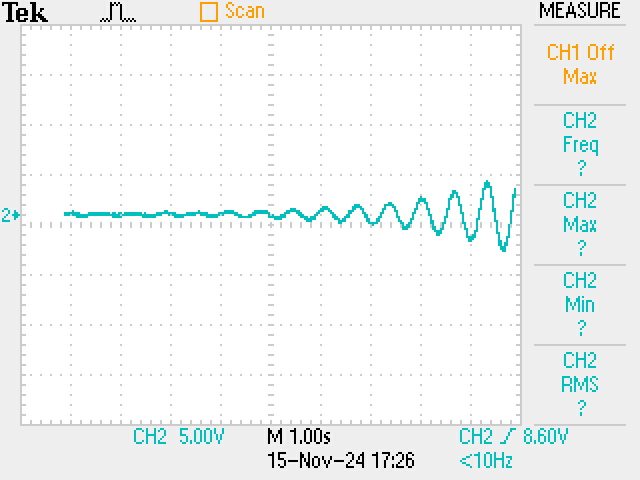 Tek
Scan
MEASURE
CH1 Off
Max
CH2
Freq
?
CH2
Max
?
2
CH2
Min
?
CH2
RMS
?
CH2 5.00V M 1.00s CH2 8.60V
15-Nov-24 17:26 <10Hz